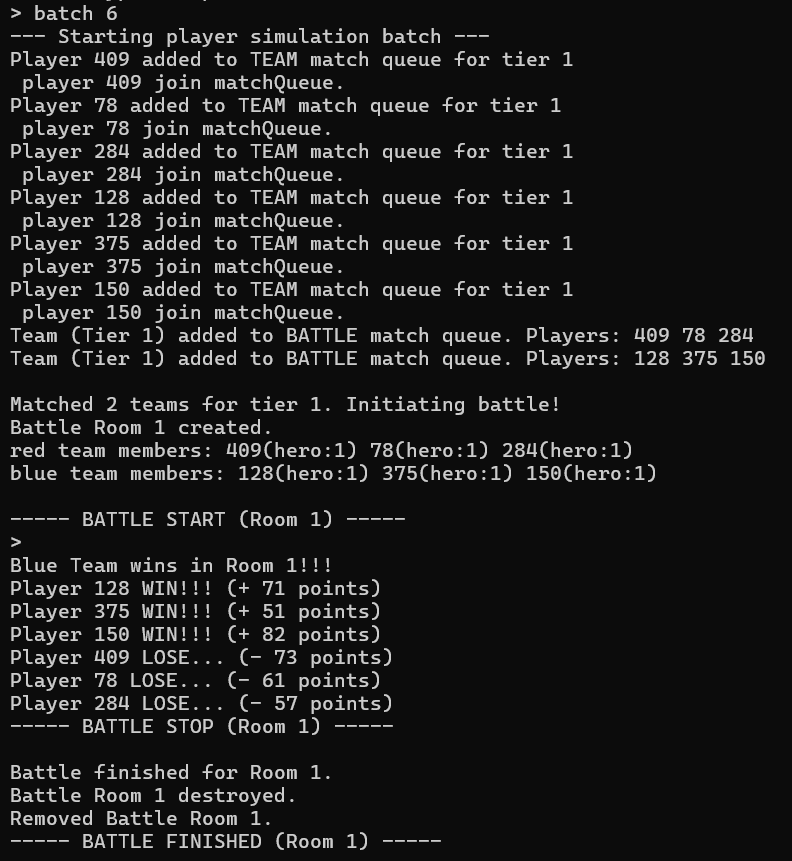 > batch 6
--- Starting player simulation batch ---
Player 409 added to TEAM match queue for tier 1
 player 409 join matchQueue.
Player 78 added to TEAM match queue for tier 1
 player 78 join matchQueue.
Player 284 added to TEAM match queue for tier 1
 player 284 join matchQueue.
Player 128 added to TEAM match queue for tier 1
 player 128 join matchQueue.
Player 375 added to TEAM match queue for tier 1
 player 375 join matchQueue.
Player 150 added to TEAM match queue for tier 1
 player 150 join matchQueue.
Team (Tier 1) added to BATTLE match queue. Players: 409 78 284
Team (Tier 1) added to BATTLE match queue. Players: 128 375 150

Matched 2 teams for tier 1. Initiating battle!
Battle Room 1 created.
red team members: 409(hero:1) 78(hero:1) 284(hero:1)
blue team members: 128(hero:1) 375(hero:1) 150(hero:1)

----- BATTLE START (Room 1) -----
>
Blue Team wins in Room 1!!!
Player 128 WIN!!! (+ 71 points)
Player 375 WIN!!! (+ 51 points)
Player 150 WIN!!! (+ 82 points)
Player 409 LOSE... (- 73 points)
Player 78 LOSE... (- 61 points)
Player 284 LOSE... (- 57 points)
----- BATTLE STOP (Room 1) -----

Battle finished for Room 1.
Battle Room 1 destroyed.
Removed Battle Room 1.
----- BATTLE FINISHED (Room 1) -----